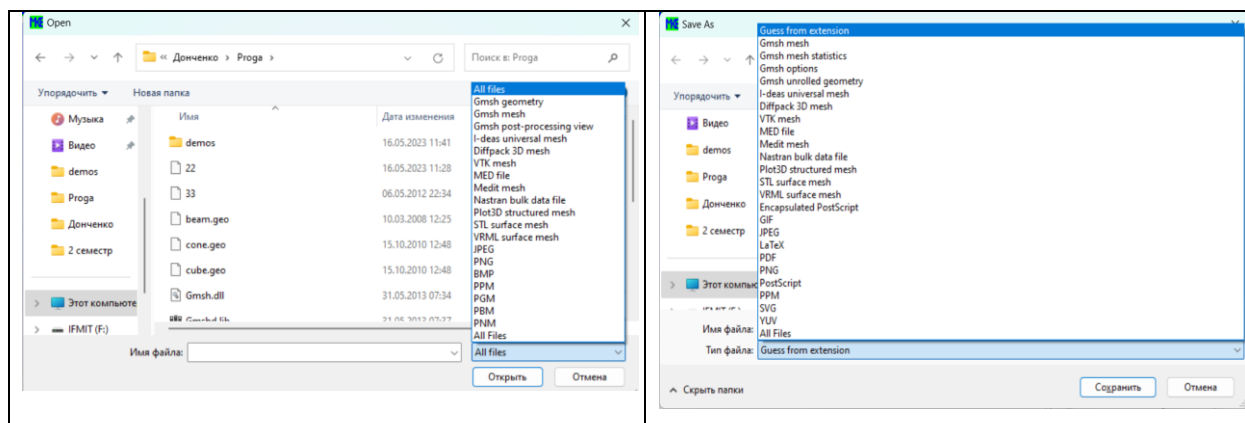 Open
« Донченко > Proga >
Поиск в: Proga
Упорядочить
Новая папка
Имя
Дата изменения
Музыка
Видео
demos
Proga
Донченко
2 семестр
Этот компьюте
IFMIT (F:)
demos 16.05.2023 11:41
22 16.05.2023 11:28
33 06.05.2012 22:34
beam.geo 10.03.2008 12:25
cone.geo 15.10.2010 12:48
cube.geo 15.10.2010 12:48
Gmsh.dll 31.05.2013 07:34
All files
Gmsh geometry
Gmsh mesh
Gmsh post-processing view
I-deas universal mesh
Diffpack 3D mesh
VTK mesh
MED file
Medit mesh
Nastran bulk data file
Plot3D structured mesh
STL surface mesh
VRML surface mesh
JPEG
PNG
BMP
PPM
PGM
PBM
PNM
All Files
Имя файла:
All files
Открыть
Отмена
Save As
Упорядочить
Видео
demos
Proga
Донченко
2 семестр
Этот компью
Guess from extension
Gmsh mesh
Gmsh mesh statistics
Gmsh options
Gmsh unrolled geometry
I-deas universal mesh
Diffpack 3D mesh
VTK mesh
MED file
Medit mesh
Nastran bulk data file
Plot3D structured mesh
STL surface mesh
VRML surface mesh
Encapsulated PostScript
GIF
JPEG
LaTeX
PDF
PNG
PostScript
PPM
SVG
YUV
All Files
Имя файла:
Тип файла: Guess from extension
Скрыть папки
Сохранить
Отмена